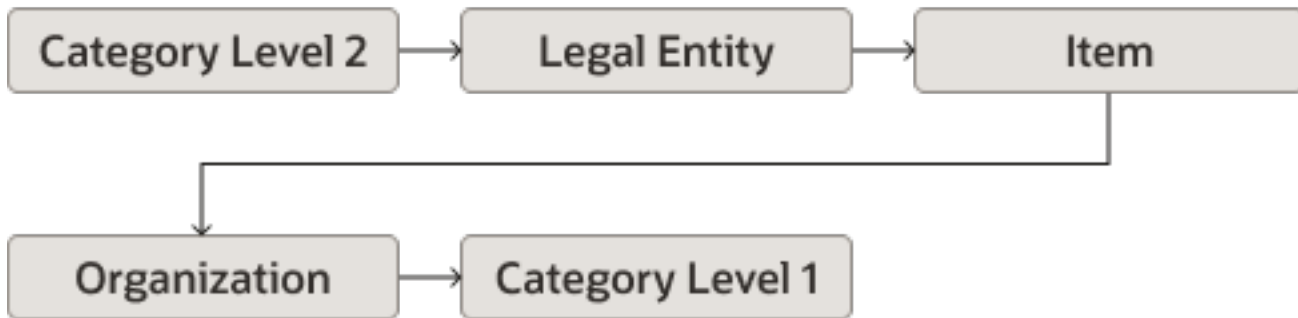 Category Level 2
Legal Entity
Item
Organization
Category Level 1